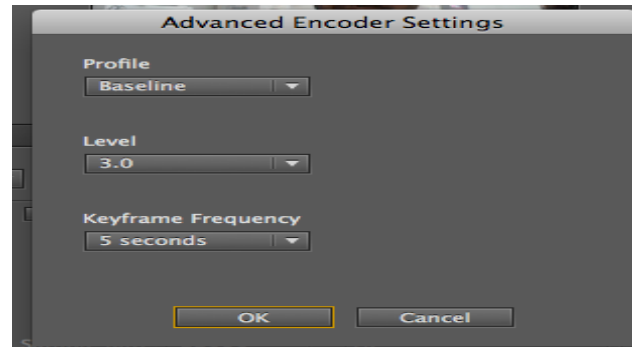 Advanced Encoder Settings
Profile
Baseline
Level
3.0
Keyframe Frequency
5 seconds
OK
Cancel